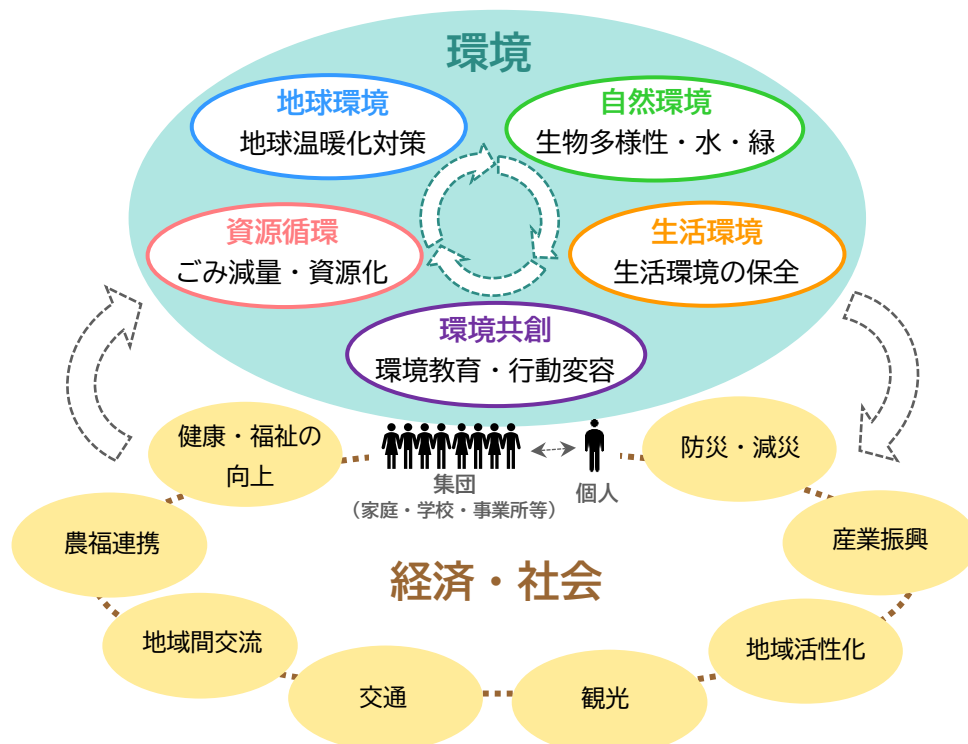 環境
地球環境
地球温暖化対策
自然環境
生物多様性・水・緑
資源循環
ごみ減量・資源化
生活環境
生活環境の保全
環境共創
環境教育・行動変容
健康・福祉の
向上
集団
（家庭・学校・事業所等）
個人
防災・減災
農福連携
産業振興
経済・社会
地域間交流
地域活性化
交通
観光